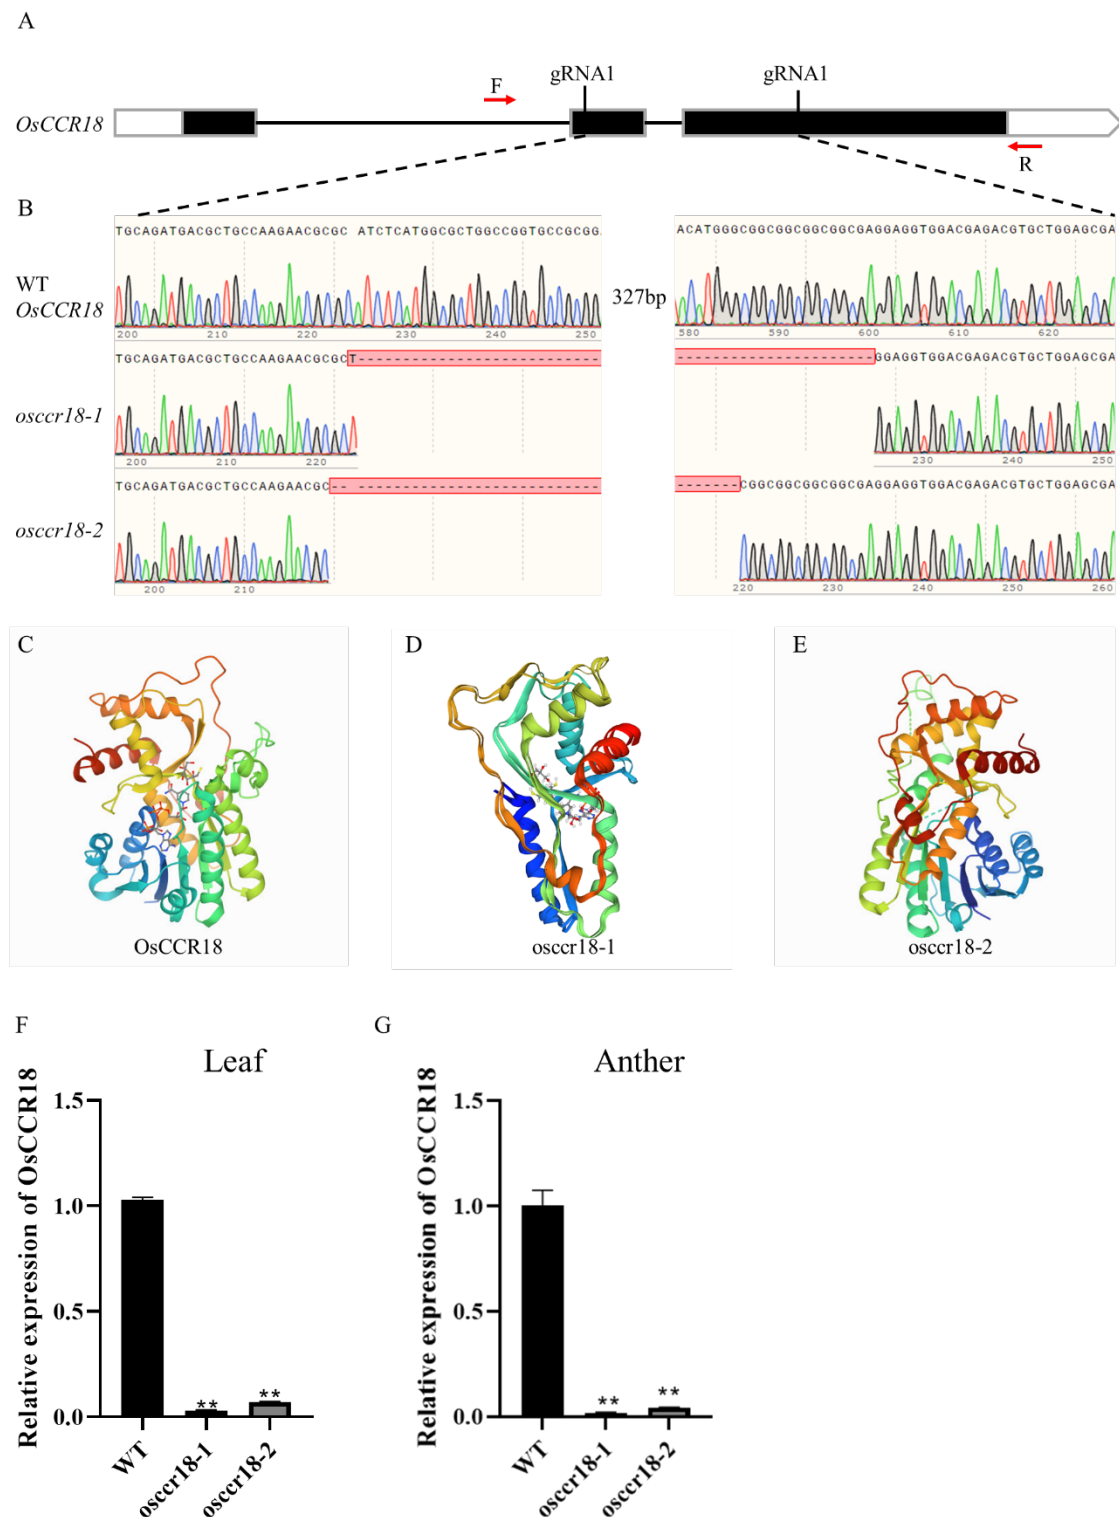 A
F
gRNA1
gRNA1
OsCCR18
R
B
TGCAGATGACGCTGCCAAGAACGCGC ATCTCATGGCGCTGGCCGGTGCCGCGG
ACATGGGCGGCGGCGGCGGCGAGGAGGTGGACGAGACGTGCTGGAGCGA
WT
OsCCR18
327bp
200 210 220 230 240 250
580 590 600 610 620
TGCAGATGACGCTGCCAAGAACGCGCT
GGAGGTGGACGAGACGTGCTGGAGCGA
osccr18-1
200 210 220
230 240 250
TGCAGATGACGCTGCCAAGAACGC
CGGCGGCGGCGGCGAGGAGGTGGACGAGACGTGCTGGAGCGA
osccr18-2
200 210
220 230 240 250 260
C
D
E
OsCCR18
osccr18-1
osccr18-2
F
G
Leaf
Anther
Relative expression of OsCCR18
1.5
1.0
0.5
0.0
** **
WT
osccr18-1
osccr18-2
Relative expression of OsCCR18
1.5
1.0
0.5
0.0
** **
WT
osccr18-1
osccr18-2